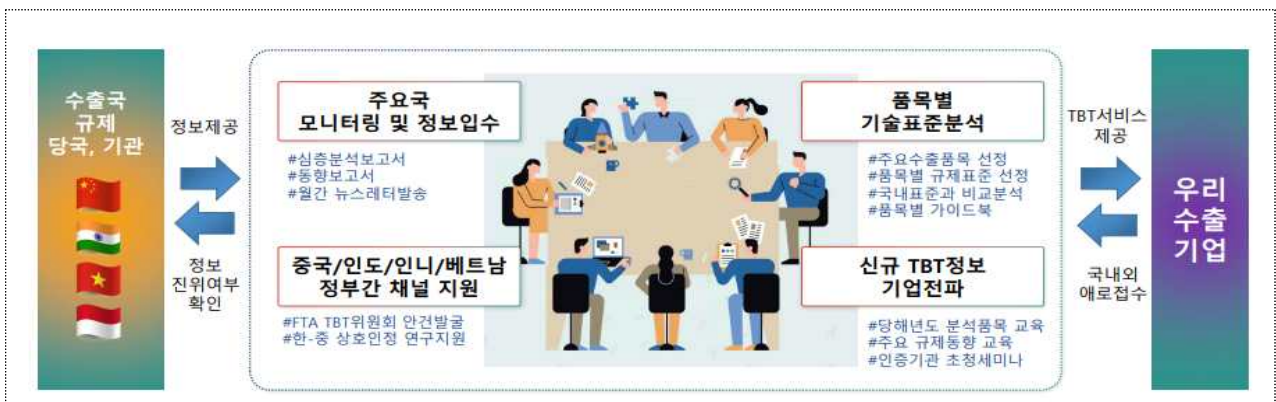 수출국
규제
당국, 기관
정보제공
정보
진위여부
확인
주요국
모니터링 및 정보입수
#심층분석보고서
#동향보고서
#월간 뉴스레터발송
중국/인도/인니/베트남
정부간 채널 지원
#FTA TBT위원회 안건발굴
#한-중 상호인정 연구지원
품목별
기술표준분석
#주요수출품목 선정
#품목별 규제표준 선정
#국내표준과 비교분석
#품목별 가이드북
신규 TBT정보
기업전파
#당해년도 분석품목 교육
#주요 규제동향 교육
#인증기관 초청세미나
TBT서비스
제공
국내외
애로접수
우리
수출
기업